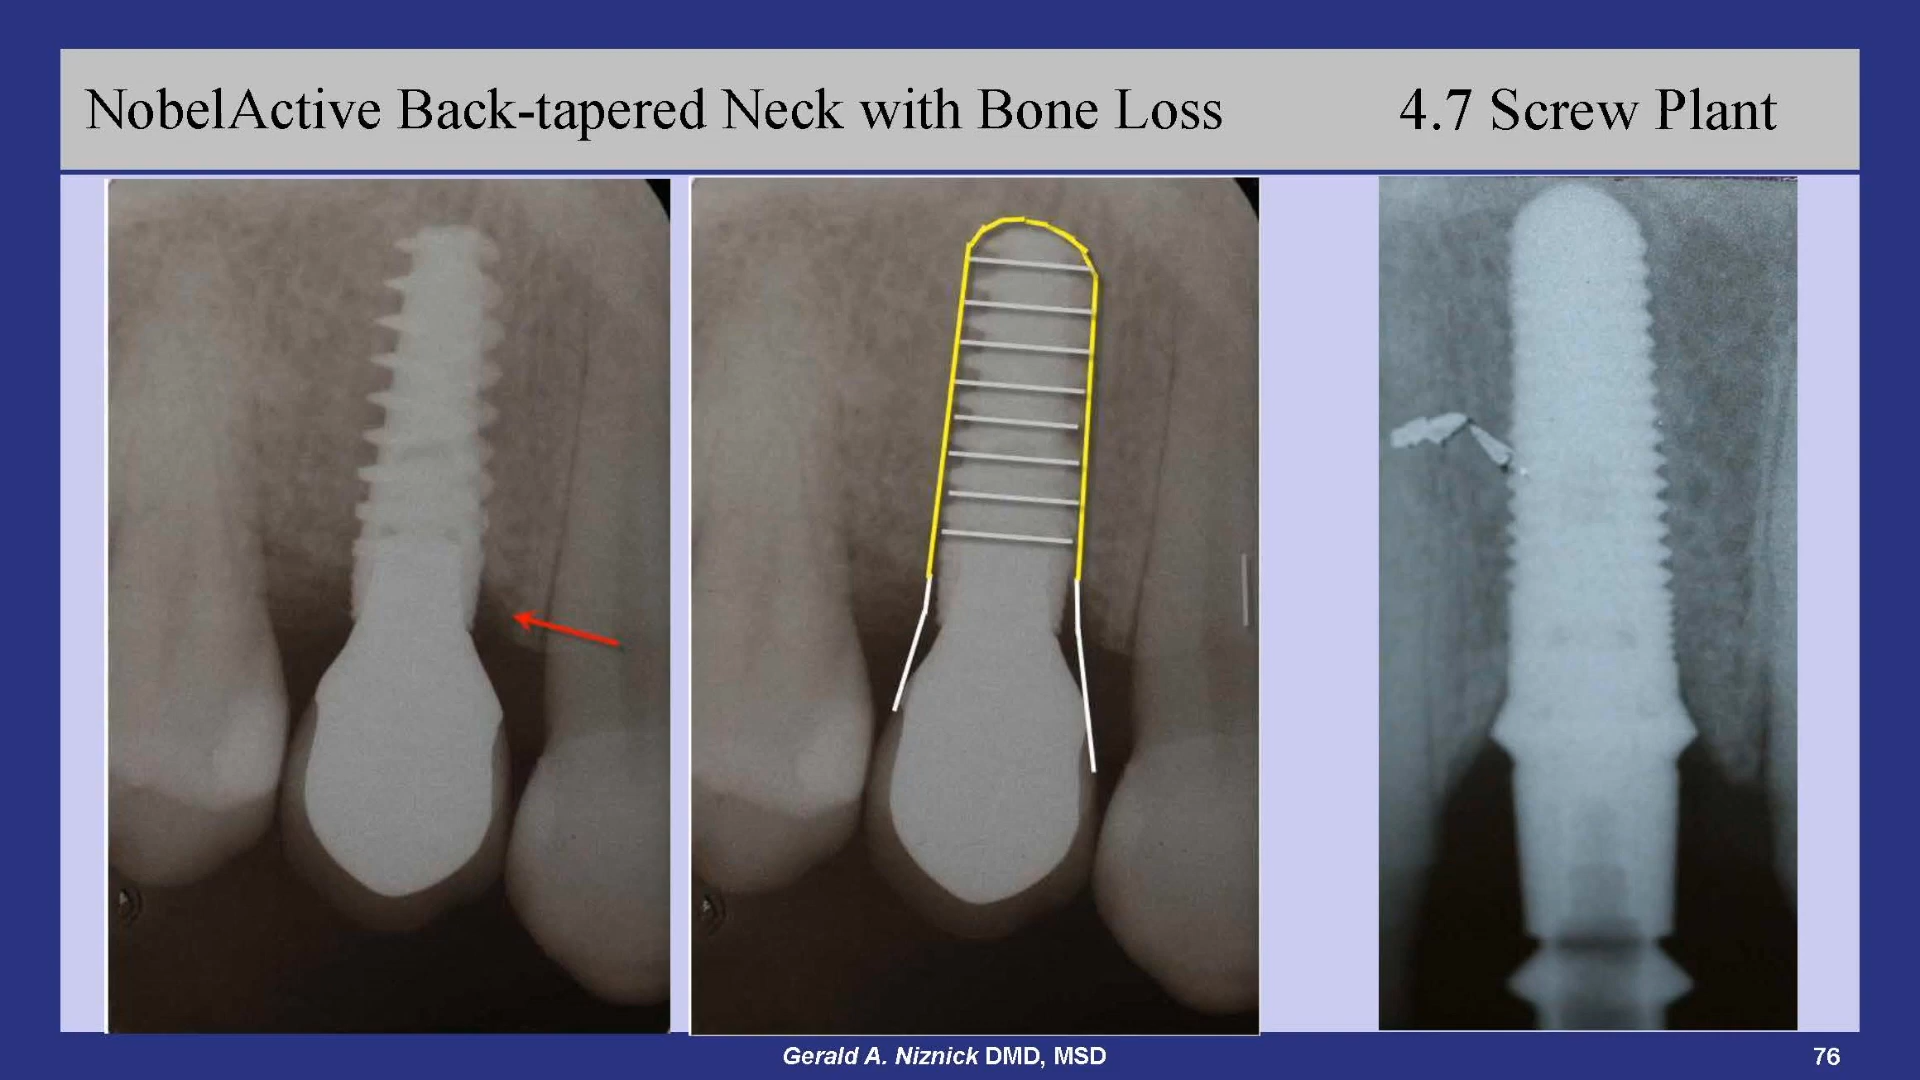 NobelActive Back-tapered Neck with Bone Loss
4.7 Screw Plant
Gerald A. Niznick DMD, MSD
76